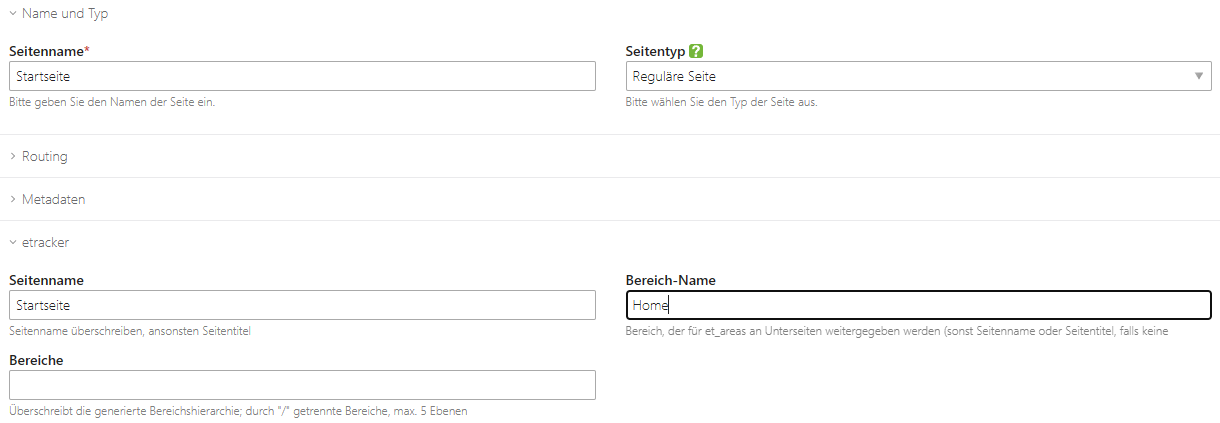 Name und Typ
Seitenname*
Seitentyp ?
Startseite
Reguläre Seite
Bitte geben Sie den Namen der Seite ein.
Bitte wählen Sie den Typ der Seite aus.
Routing
Metadaten
etracker
Seitenname
Bereich-Name
Startseite
Home
Seitenname überschreiben, ansonsten Seitentitel
Bereich, der für et_areas an Unterseiten weitergegeben werden (sonst Seitenname oder Seitentitel, falls keine
Bereiche
Überschreibt die generierte Bereichshierarchie; durch "/" getrennte Bereiche, max. 5 Ebenen